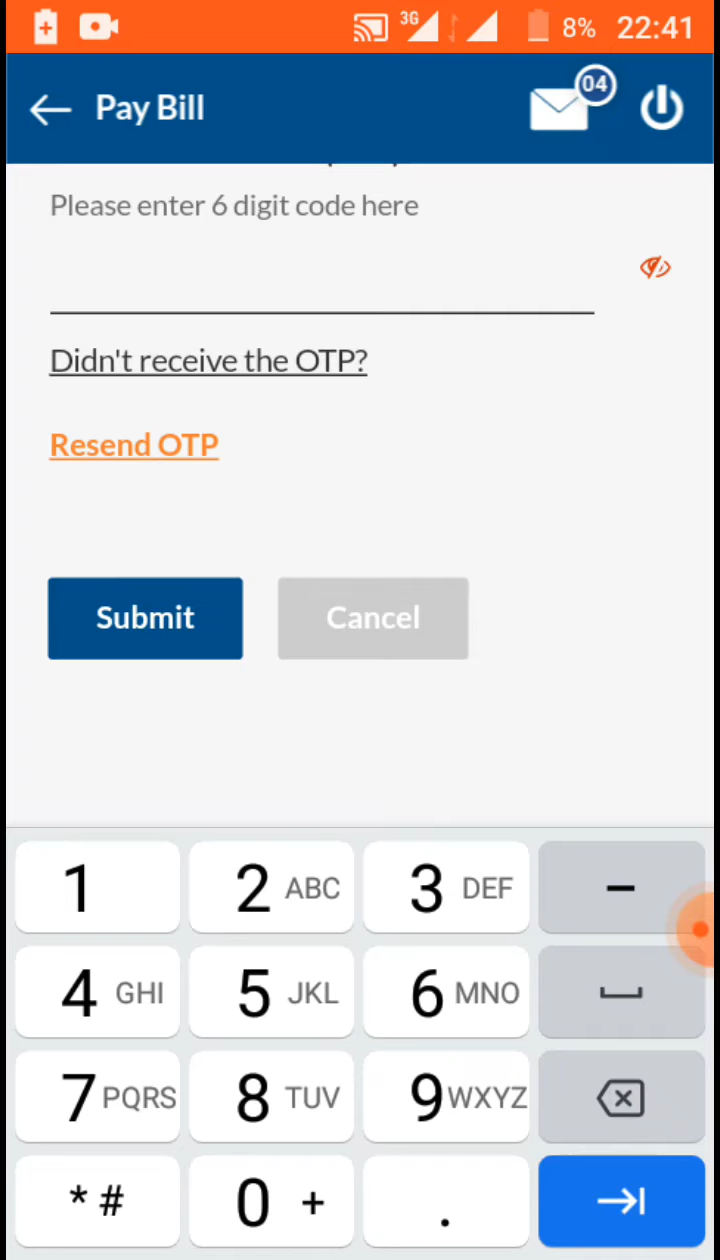 3G 8% 22:41
Pay Bill 04
Please enter 6 digit code here
Didn't receive the OTP?
Resend OTP
Submit Cancel
1 2 ABC 3 DEF -
4 GHI 5 JKL 6 MNO
7 PQRS 8 TUV 9 WXYZ
* # 0 + .